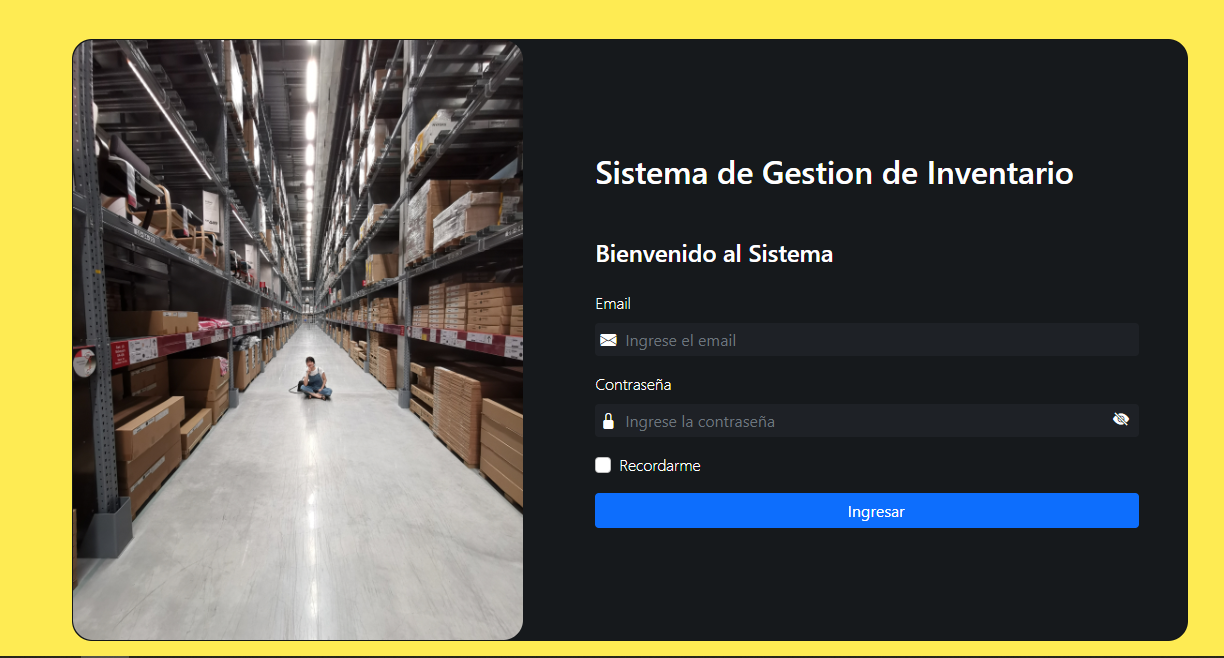 Sistema de Gestion de Inventario
Bienvenido al Sistema
Email
Ingrese el email
Contraseña
Ingrese la contraseña
Recordarme
Ingresar